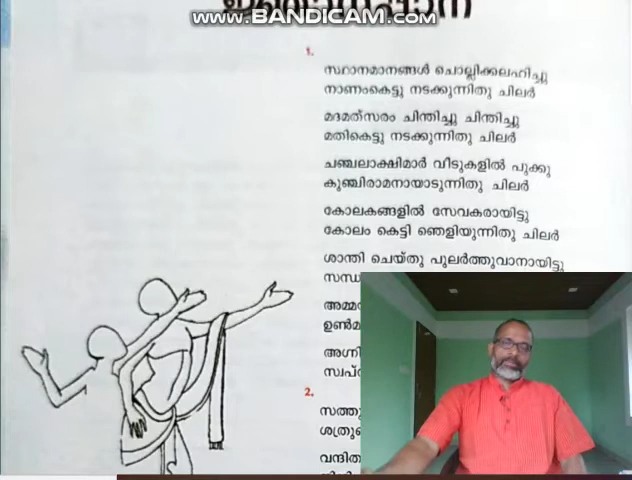 www.BANDICAM.com
ജ്ഞാനപ്പാന
1.
സ്ഥാനമാനങ്ങൾ ചൊല്ലിക്കലഹിച്ചു
നാണംകെട്ടു നടക്കുന്നിതു ചിലർ
മദമത്സരം ചിന്തിച്ചു ചിന്തിച്ചു
മതികെട്ടു നടക്കുന്നിതു ചിലർ
ചഞ്ചലാക്ഷിമാർ വീടുകളിൽ പുക്കു
കുഞ്ചിരാമനായാടുന്നിതു ചിലർ
കോലകങ്ങളിൽ സേവകരായിട്ടു
കോലം കെട്ടി ഞെളിയുന്നിതു ചിലർ
ശാന്തി ചെയ്തു പുലർത്തുവാനായിട്ടു
2.